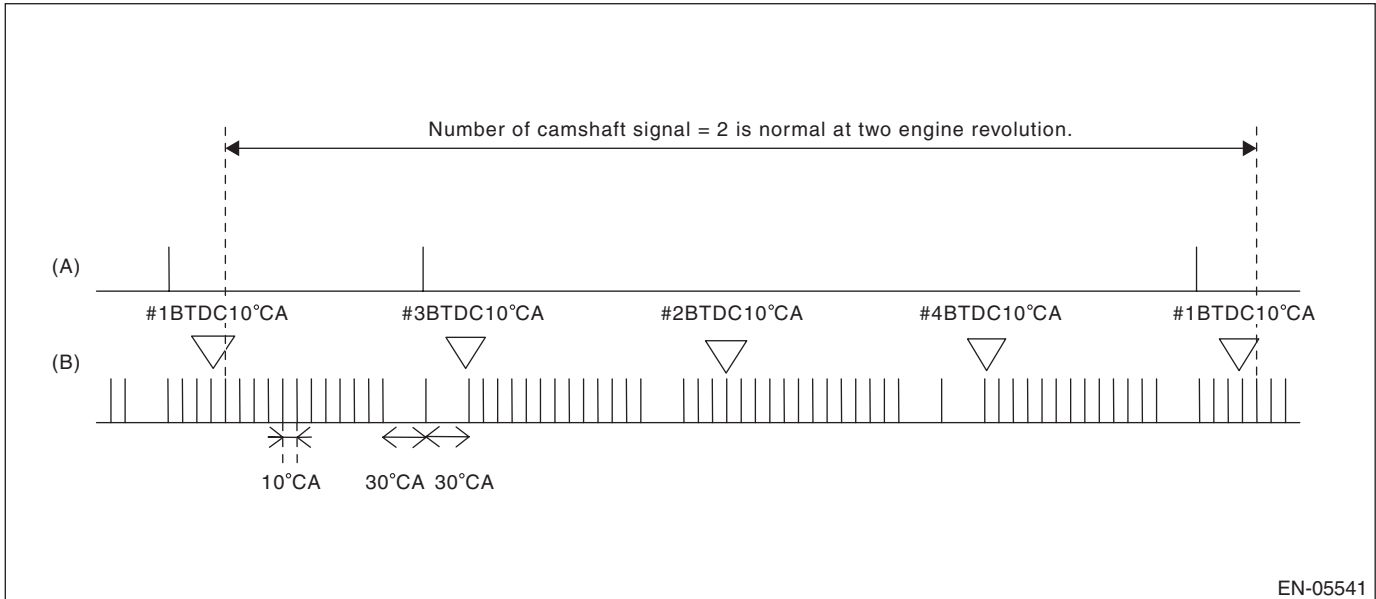 Number of camshaft signal = 2 is normal at two engine revolution.
(A)
#1BTDC10°CA #3BTDC10°CA #2BTDC10°CA #4BTDC10°CA #1BTDC10°CA
(B)
10°CA 30°CA 30°CA
EN-05541